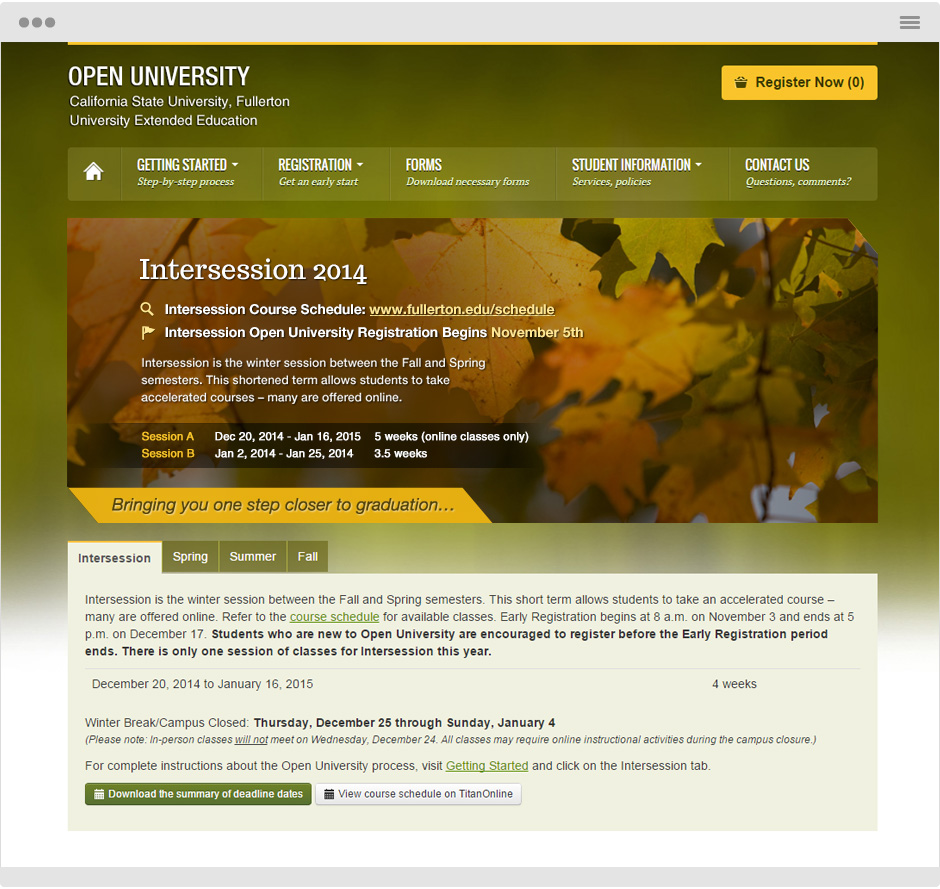 OPEN UNIVERSITY
California State University, Fullerton
University Extended Education
Register Now (0)
GETTING STARTED
Step-by-step process
REGISTRATION
Get an early start
FORMS
Download necessary forms
STUDENT INFORMATION
Services, policies
CONTACT US
Questions, comments?
Intersession 2014
Intersession Course Schedule: www.fullerton.edu/schedule
Intersession Open University Registration Begins November 5th
Intersession is the winter session between the Fall and Spring
semesters. This shortened term allows students to take
accelerated courses – many are offered online.
Session A Dec 20, 2014 - Jan 16, 2015 5 weeks (online classes only)
Session B Jan 2, 2014 - Jan 25, 2014 3.5 weeks
Bringing you one step closer to graduation...
Intersession Spring Summer Fall
Intersession is the winter session between the Fall and Spring semesters. This short term allows students to take an accelerated course –
many are offered online. Refer to the course schedule for available classes. Early Registration begins at 8 a.m. on November 3 and ends at 5
p.m. on December 17. Students who are new to Open University are encouraged to register before the Early Registration period
ends. There is only one session of classes for Intersession this year.
December 20, 2014 to January 16, 2015 4 weeks
Winter Break/Campus Closed: Thursday, December 25 through Sunday, January 4
(Please note: In-person classes will not meet on Wednesday, December 24. All classes may require online instructional activities during the campus closure.)
For complete instructions about the Open University process, visit Getting Started and click on the Intersession tab.
Download the summary of deadline dates View course schedule on TitanOnline